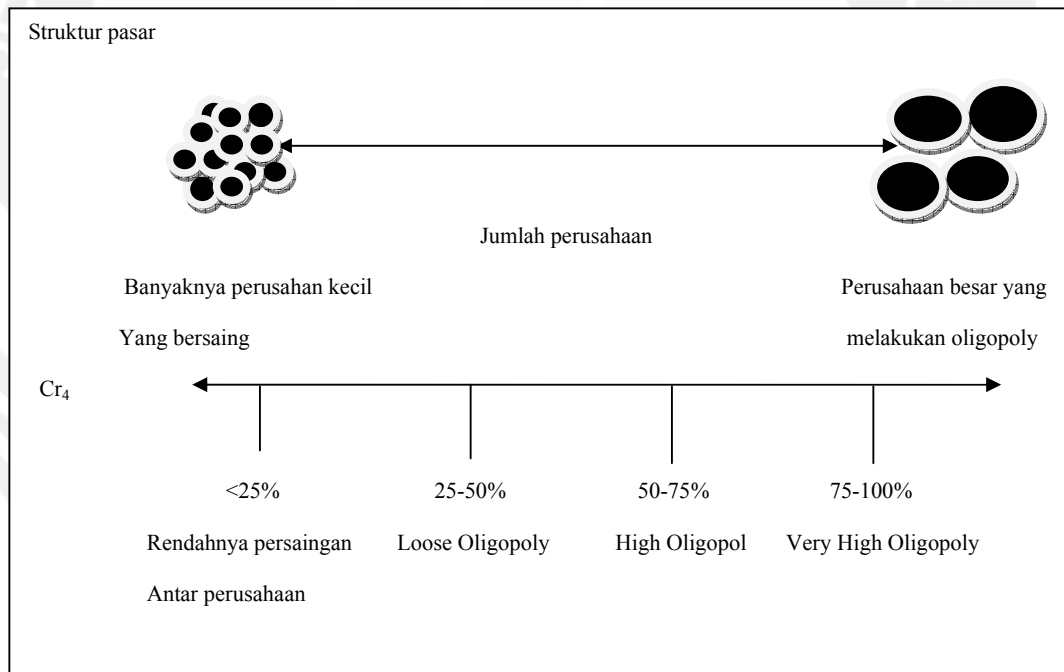 Struktur pasar
Jumlah perusahaan
Banyaknya perusahan kecil
Yang bersaing
Perusahaan besar yang
melakukan oligopoly
Cr₄
<25%
25-50%
50-75%
75-100%
Rendahnya persaingan
Antar perusahaan
Loose Oligopoly
High Oligopol
Very High Oligopoly